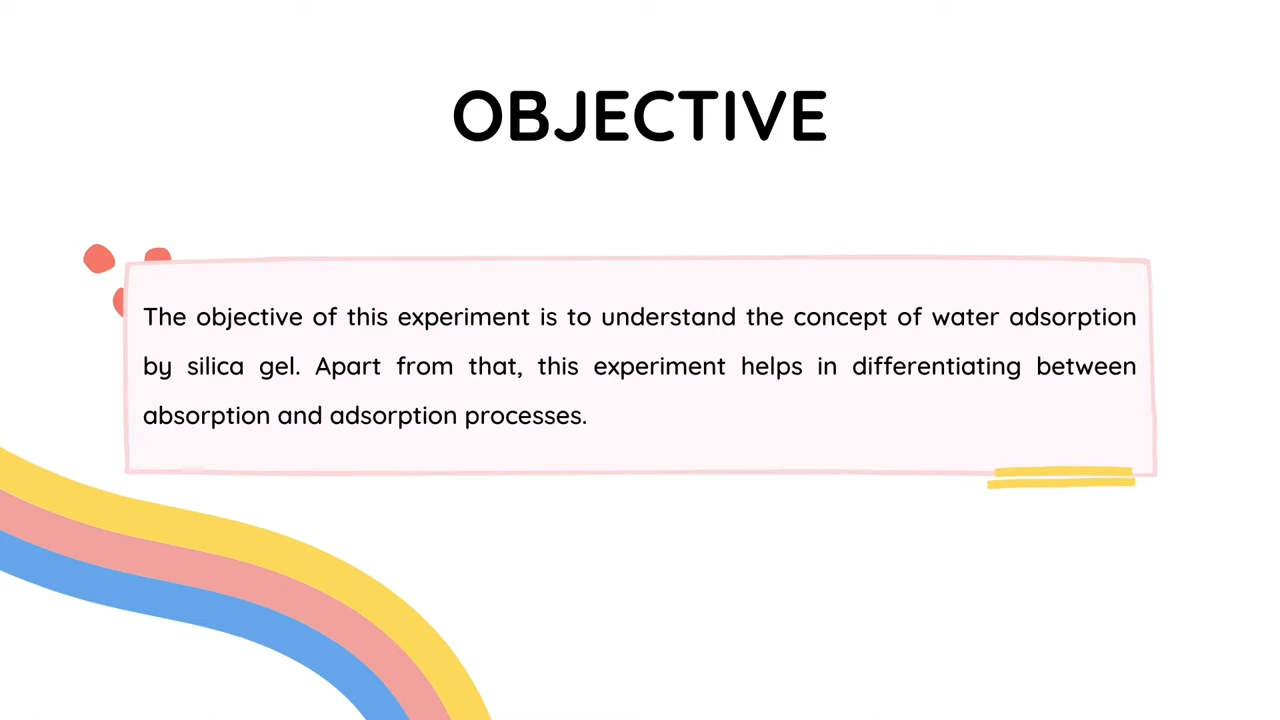 OBJECTIVE
The objective of this experiment is to understand the concept of water adsorption
by silica gel. Apart from that, this experiment helps in differentiating between
absorption and adsorption processes.